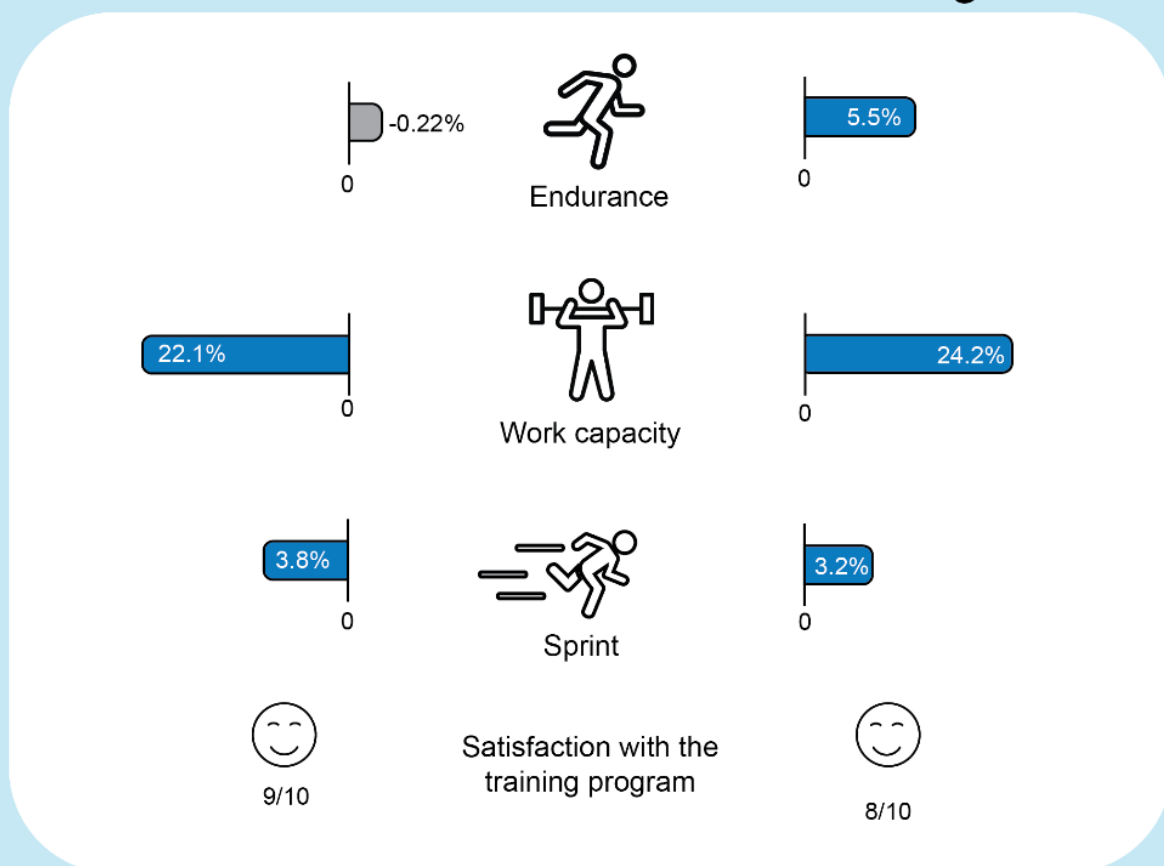 -0.22%
5.5%
0
0
Endurance
22.1%
24.2%
0
0
Work capacity
3.8%
3.2%
0
0
Sprint
Satisfaction with the
training program
9/10
8/10